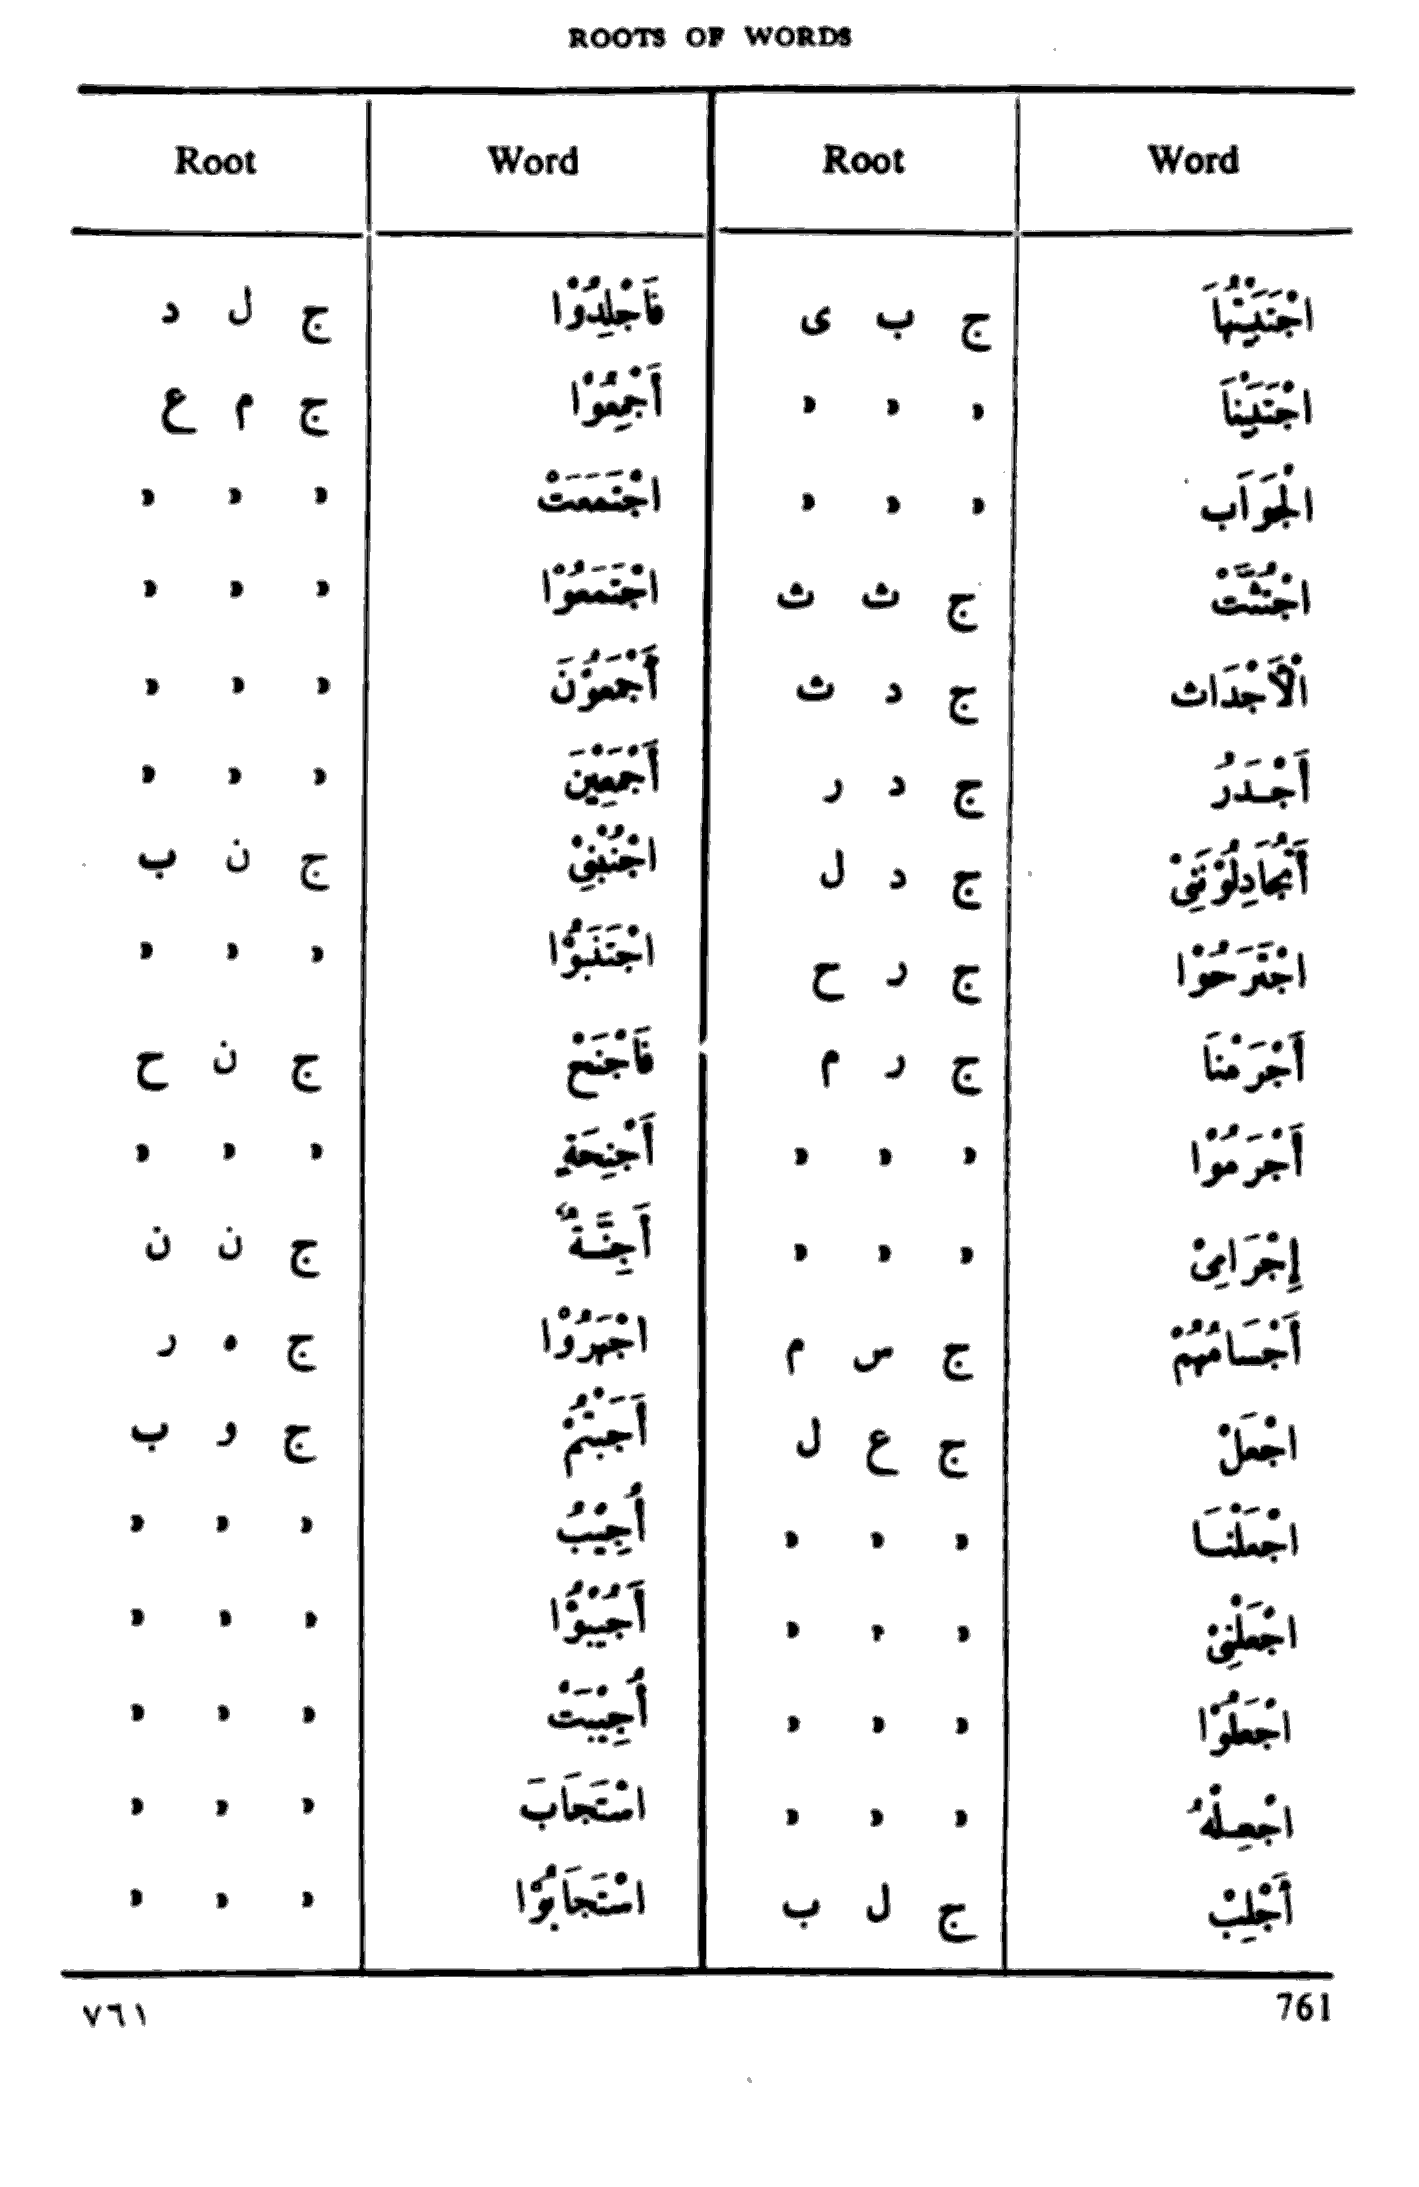 ROOTS OF WORDS
Word Root Word Root
اجْتَبَيْتَهَا ج ب ى فَاجْلِدُوْا ج ل د
اجْتَبَيْنَا » » » أَجْمِعُوْا ج م ع
الْجَوَاب » » » اجْتَمَعَتْ » » »
اجْتُثَّتْ ج ث ث اجْتَمَعُوْا » » »
الْأَجْدَاث ج د ث أَجْمَعُوْنَ » » »
أَجْدَرُ ج د ر أَجْمَعِيْنَ » » »
أَتُجَادِلُوْنَنِىْ ج د ل اجْنُبْنِىْ ج ن ب
اجْتَرَحُوْا ج ر ح اجْتَنَبُوْا » » »
أَجْرَمْنَا ج ر م فَاجْنَحْ ج ن ح
أَجْرَمُوْا » » » أَجْنِحَةٍ » » »
إِجْرَامِىْ » » » أَجِنَّةٌ ج ن ن
أَجْسَامُهُمْ ج س م اجْهَرُوْا ج ه ر
اجْعَلْ ج ع ل أَجَبْتُمْ ج و ب
اجْعَلْنَا » » » أُجِيْبُ » » »
اجْعَلْنِىْ » » » أَجِيْبُوْا » » »
اجْعَلُوْا » » » أُجِيْبَتْ » » »
اجْعِلْهُ » » » اسْتَجَابَ » » »
أَجْلِبْ ج ل ب اسْتَجَابُوْا » » »
٧٦١ 761